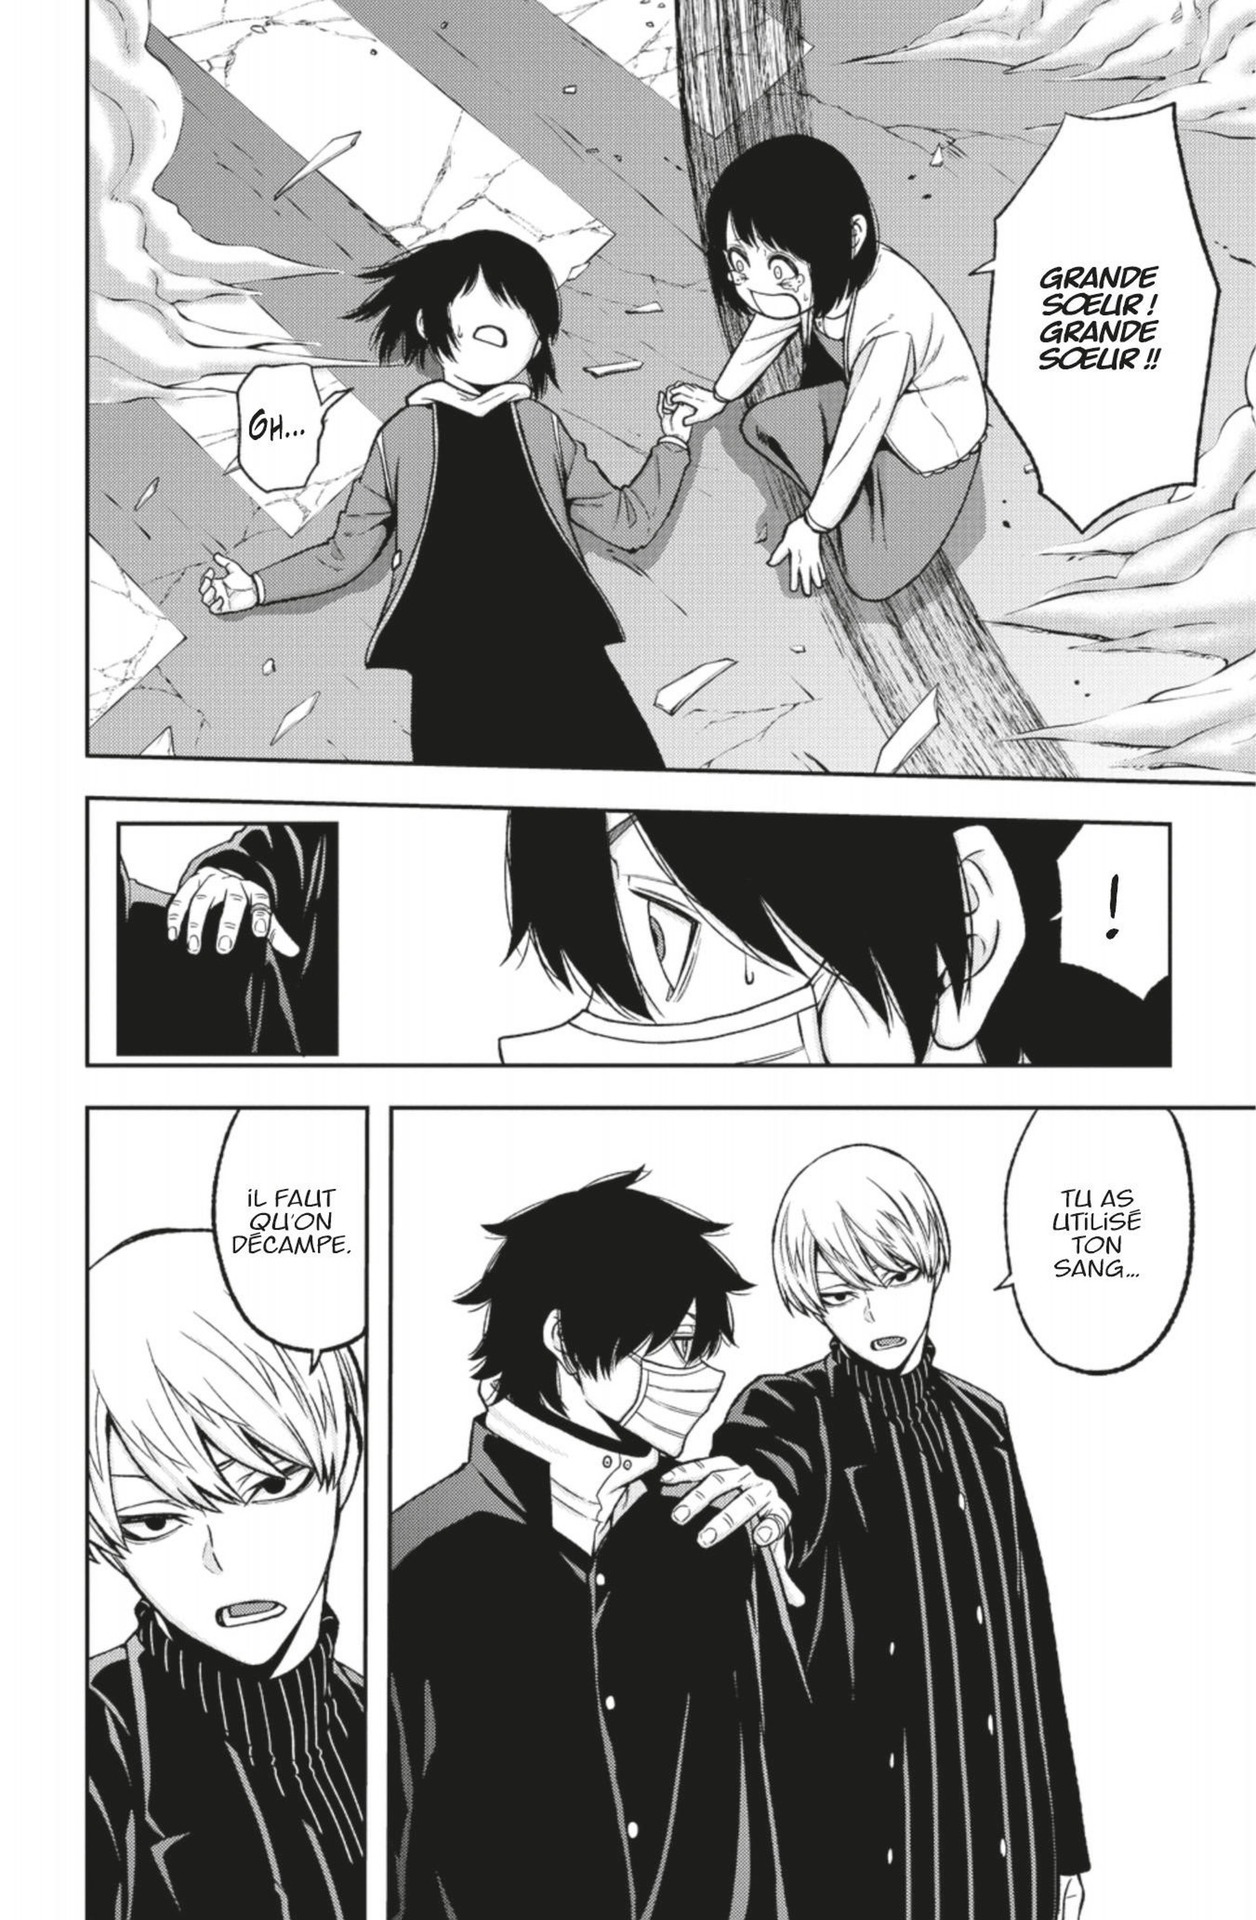 GRANDE
SOEUR !
GRANDE
SOEUR !!
GH...
!
TU AS
UTILISÉ
TON
SANG...
IL FAUT
QU'ON
DÉCAMPE.